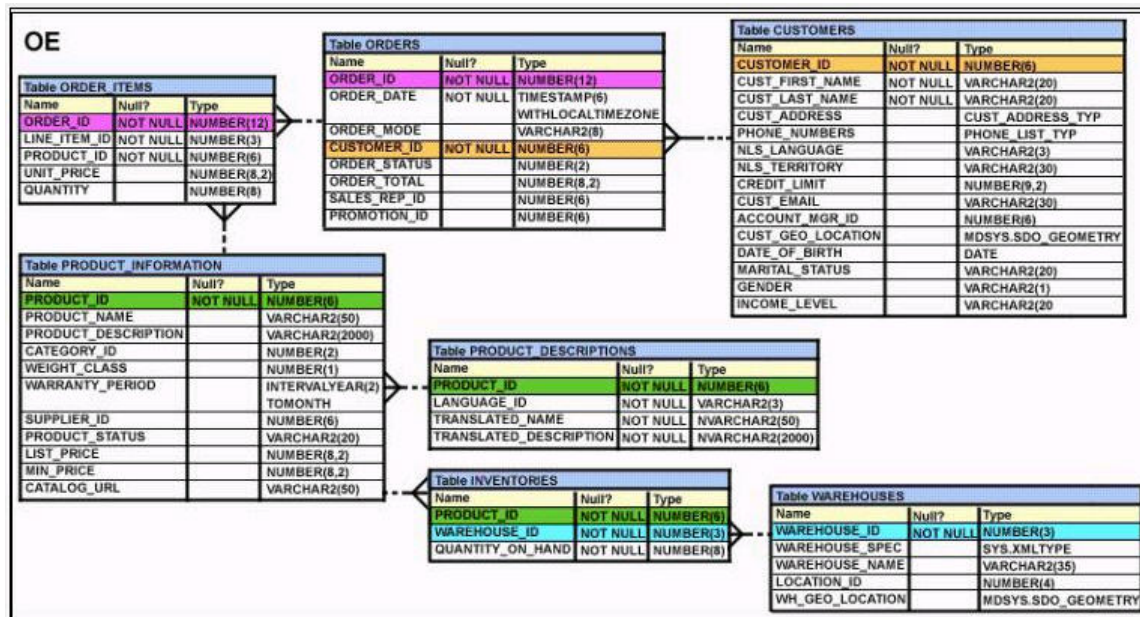 OE
Table ORDER_ITEMS
Name Null? Type
ORDER_ID NOT NULL NUMBER(12)
LINE_ITEM_ID NOT NULL NUMBER(3)
PRODUCT_ID NOT NULL NUMBER(6)
UNIT_PRICE NUMBER(8,2)
QUANTITY NUMBER(8)
Table ORDERS
Name Null? Type
ORDER_ID NOT NULL NUMBER(12)
ORDER_DATE NOT NULL TIMESTAMP(6)
WITHLOCALTIMEZONE
ORDER_MODE VARCHAR2(8)
CUSTOMER_ID NOT NULL NUMBER(6)
ORDER_STATUS NUMBER(2)
ORDER_TOTAL NUMBER(8,2)
SALES_REP_ID NUMBER(6)
PROMOTION_ID NUMBER(6)
Table CUSTOMERS
Name Null? Type
CUSTOMER_ID NOT NULL NUMBER(6)
CUST_FIRST_NAME NOT NULL VARCHAR2(20)
CUST_LAST_NAME NOT NULL VARCHAR2(20)
CUST_ADDRESS CUST_ADDRESS_TYP
PHONE_NUMBERS PHONE_LIST_TYP
NLS_LANGUAGE VARCHAR2(3)
NLS_TERRITORY VARCHAR2(30)
CREDIT_LIMIT NUMBER(9,2)
CUST_EMAIL VARCHAR2(30)
ACCOUNT_MGR_ID NUMBER(6)
CUST_GEO_LOCATION MDSYS.SDO_GEOMETRY
DATE_OF_BIRTH DATE
MARITAL_STATUS VARCHAR2(20)
GENDER VARCHAR2(1)
INCOME_LEVEL VARCHAR2(20
Table PRODUCT_INFORMATION
Name Null? Type
PRODUCT_ID NOT NULL NUMBER(6)
PRODUCT_NAME VARCHAR2(50)
PRODUCT_DESCRIPTION VARCHAR2(2000)
CATEGORY_ID NUMBER(2)
WEIGHT_CLASS NUMBER(1)
WARRANTY_PERIOD INTERVALYEAR(2)
TOMONTH
SUPPLIER_ID NUMBER(6)
PRODUCT_STATUS VARCHAR2(20)
LIST_PRICE NUMBER(8,2)
MIN_PRICE NUMBER(8,2)
CATALOG_URL VARCHAR2(50)
Table PRODUCT_DESCRIPTIONS
Name Null? Type
PRODUCT_ID NOT NULL NUMBER(6)
LANGUAGE_ID NOT NULL VARCHAR2(3)
TRANSLATED_NAME NOT NULL NVARCHAR2(50)
TRANSLATED_DESCRIPTION NOT NULL NVARCHAR2(2000)
Table INVENTORIES
Name Null? Type
PRODUCT_ID NOT NULL NUMBER(6)
WAREHOUSE_ID NOT NULL NUMBER(3)
QUANTITY_ON_HAND NOT NULL NUMBER(8)
Table WAREHOUSES
Name Null? Type
WAREHOUSE_ID NOT NULL NUMBER(3)
WAREHOUSE_SPEC SYS.XMLTYPE
WAREHOUSE_NAME VARCHAR2(35)
LOCATION_ID NUMBER(4)
WH_GEO_LOCATION MDSYS.SDO_GEOMETRY